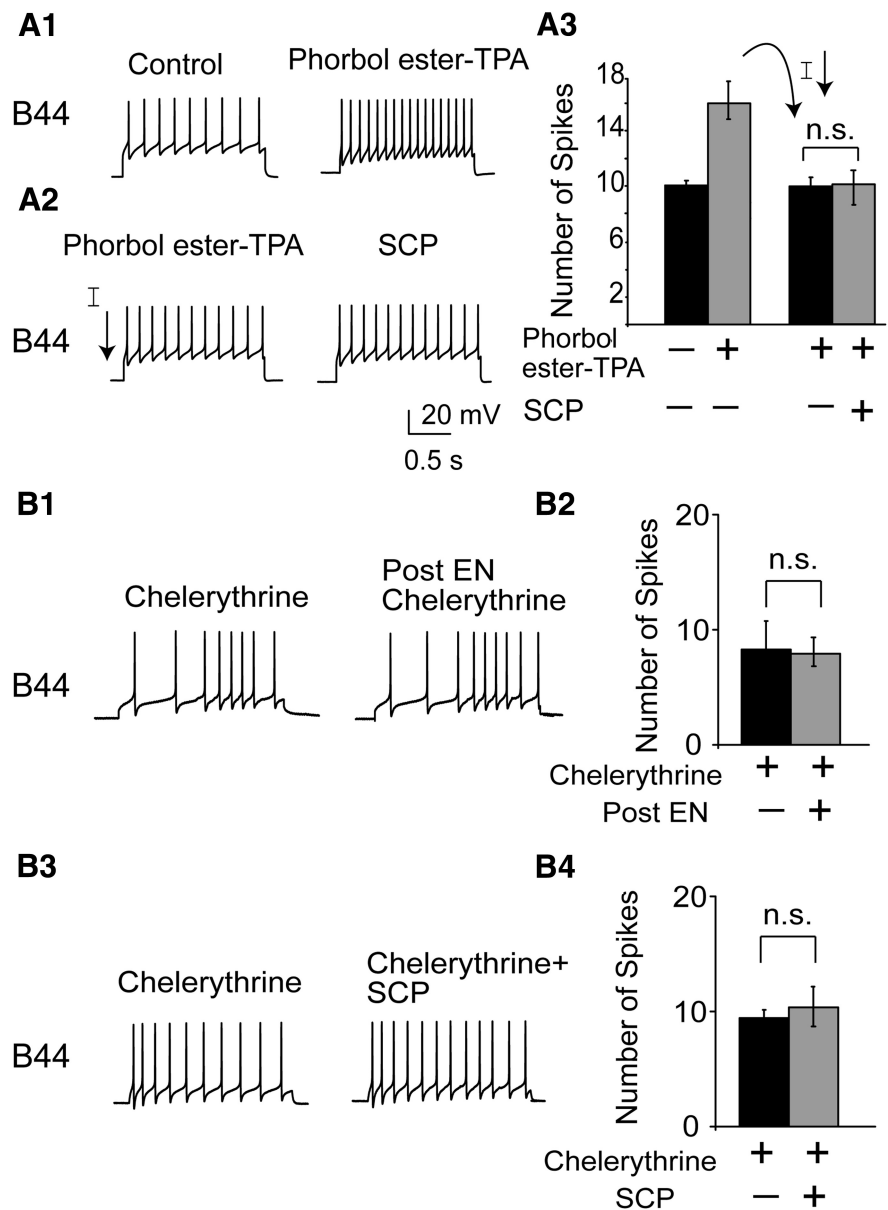 A1
Control
Phorbol ester-TPA
B44
A2
Phorbol ester-TPA
SCP
I
B44
20 mV
0.5 s
A3
I
Number of Spikes
18
14
10
6
2
n.s.
Phorbol
ester-TPA
— + + +
SCP
— — — +
B1
Chelerythrine
Post EN
Chelerythrine
B44
B2
Number of Spikes
20
10
0
n.s.
Chelerythrine + +
Post EN — +
B3
Chelerythrine
Chelerythrine+
SCP
B44
B4
Number of Spikes
20
10
0
n.s.
Chelerythrine + +
SCP — +